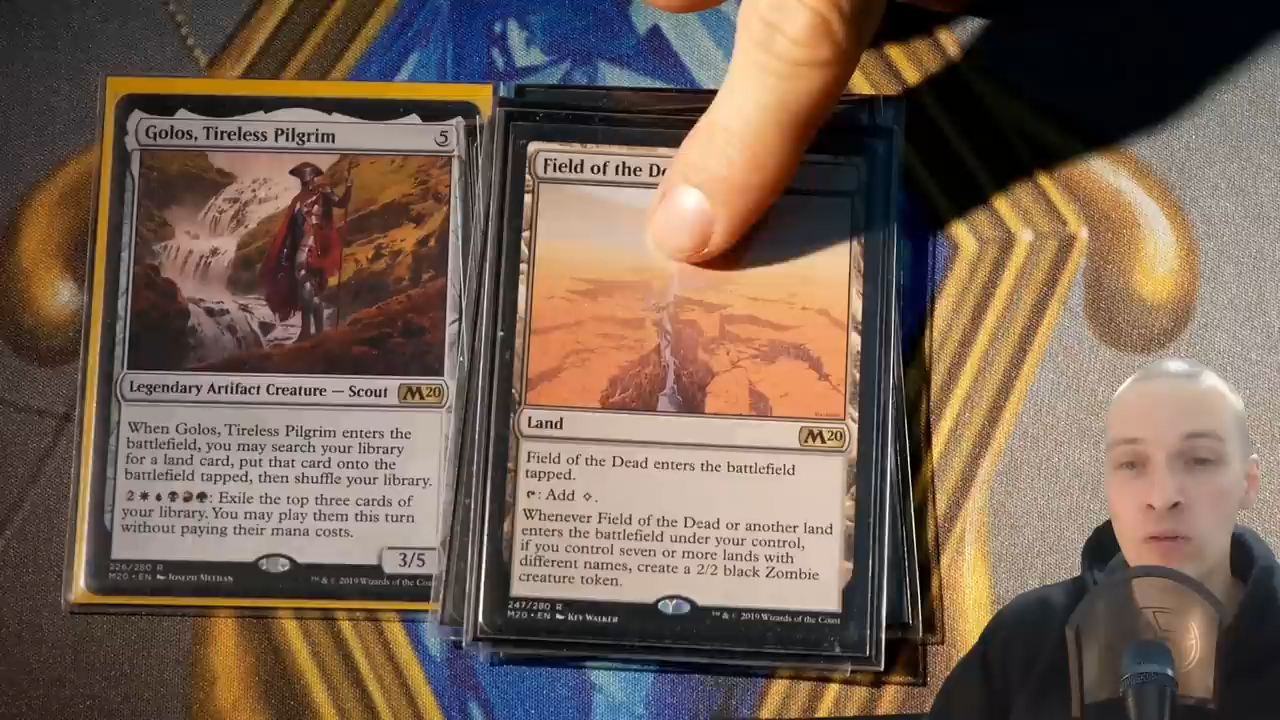 Golos, Tireless Pilgrim 5
Legendary Artifact Creature — Scout M20
When Golos, Tireless Pilgrim enters the
battlefield, you may search your library
for a land card, put that card onto the
battlefield tapped, then shuffle your library.
2: Exile the top three cards of
your library. You may play them this turn
without paying their mana costs.
3/5
226/280 R
M20 • EN JOSEPH MEEHAN
™ & © 2019 Wizards of the Coast
Field of the De
Land
M20
Field of the Dead enters the battlefield
tapped.
: Add .
Whenever Field of the Dead or another land
enters the battlefield under your control,
if you control seven or more lands with
different names, create a 2/2 black Zombie
creature token.
247/280 R
M20 • EN KEV WALKER
™ & © 2019 Wizards of the Coast